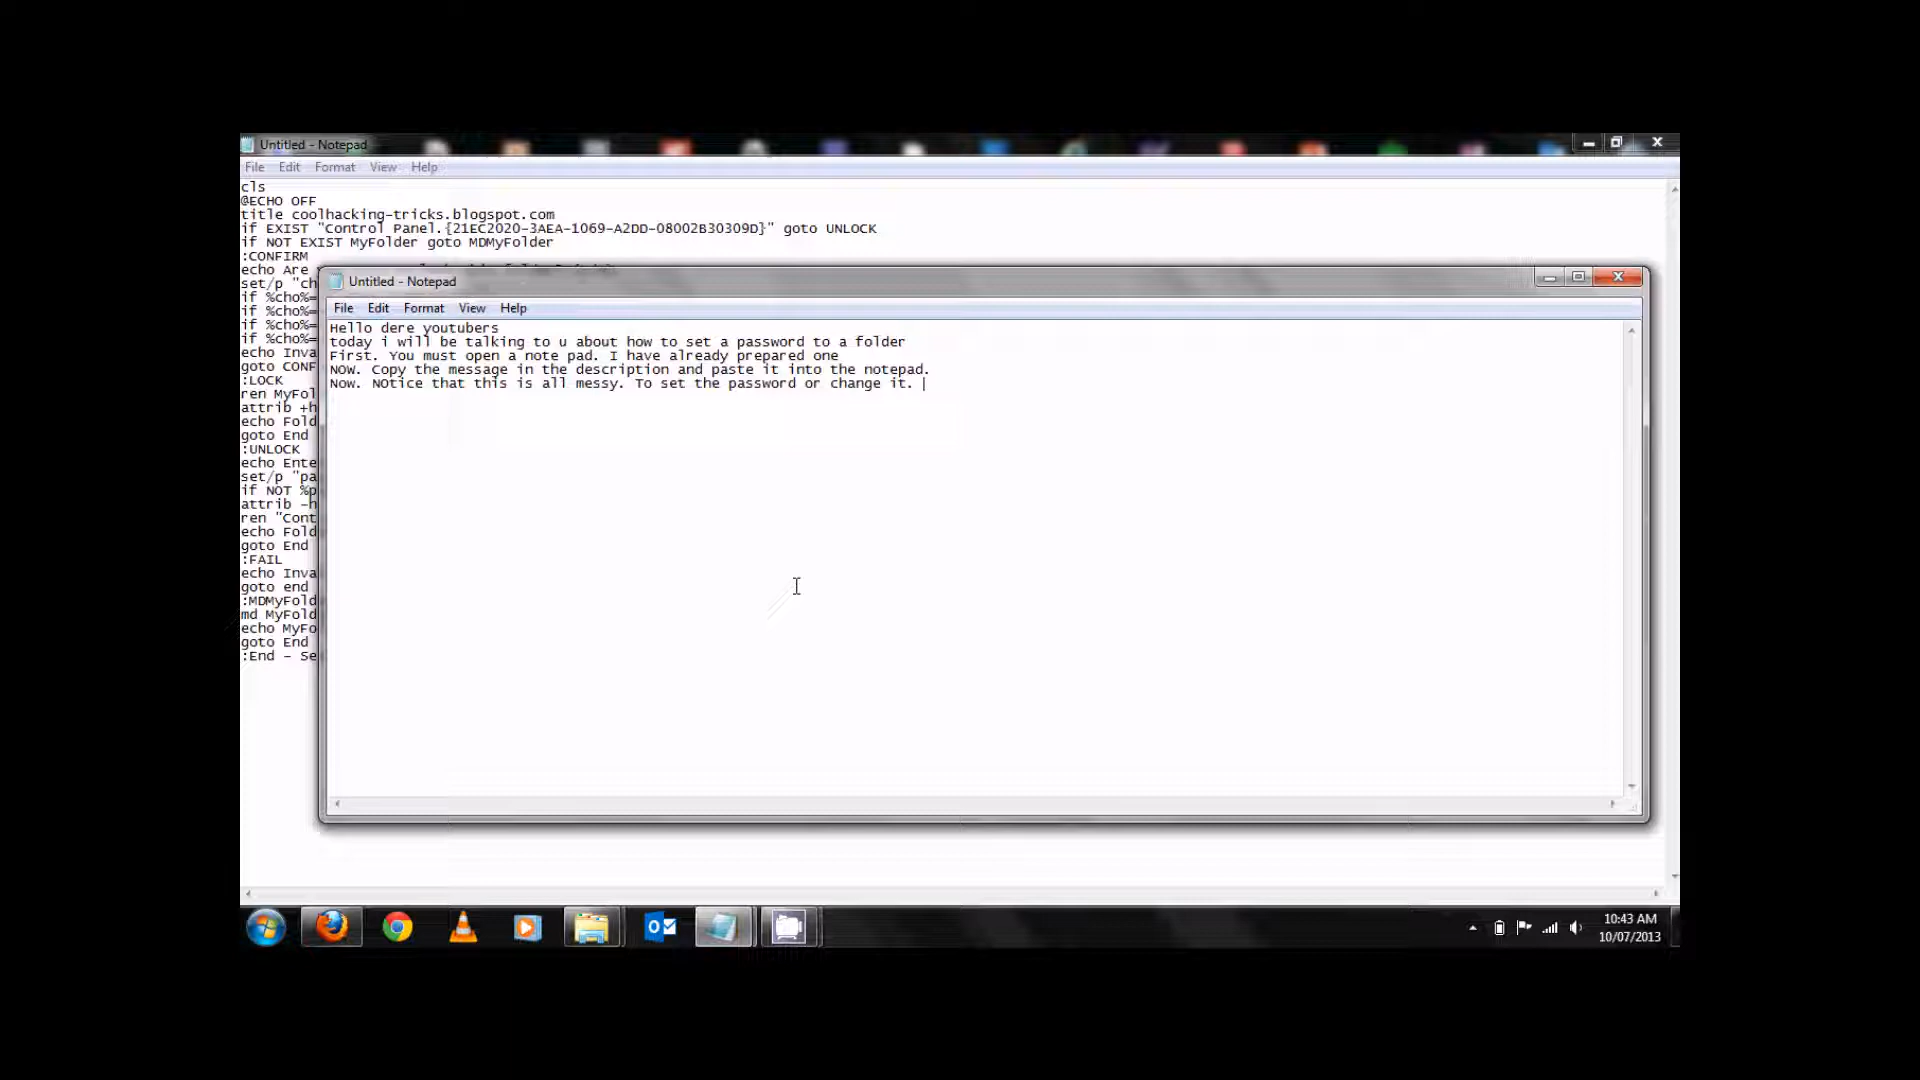 Untitled - Notepad
File Edit Format View Help
cls
@ECHO OFF
title coolhacking-tricks.blogspot.com
if EXIST "Control Panel.{21EC2020-3AEA-1069-A2DD-08002B30309D}" goto UNLOCK
if NOT EXIST MyFolder goto MDMyFolder
:CONFIRM
echo Are
set/p "ch
if %cho%=
if %cho%=
if %cho%=
if %cho%=
echo Inva
goto CONF
:LOCK
ren MyFol
attrib +h
echo Fold
goto End
:UNLOCK
echo Ente
set/p "pa
if NOT %p
attrib -h
ren "Cont
echo Fold
goto End
:FAIL
echo Inva
goto end
:MDMyFold
md MyFold
echo MyFo
goto End
:End - Se
Untitled - Notepad
File Edit Format View Help
Hello dere youtubers
today i will be talking to u about how to set a password to a folder
First. You must open a note pad. I have already prepared one
NOW. Copy the message in the description and paste it into the notepad.
Now. NOtice that this is all messy. To set the password or change it.
10:43 AM
10/07/2013